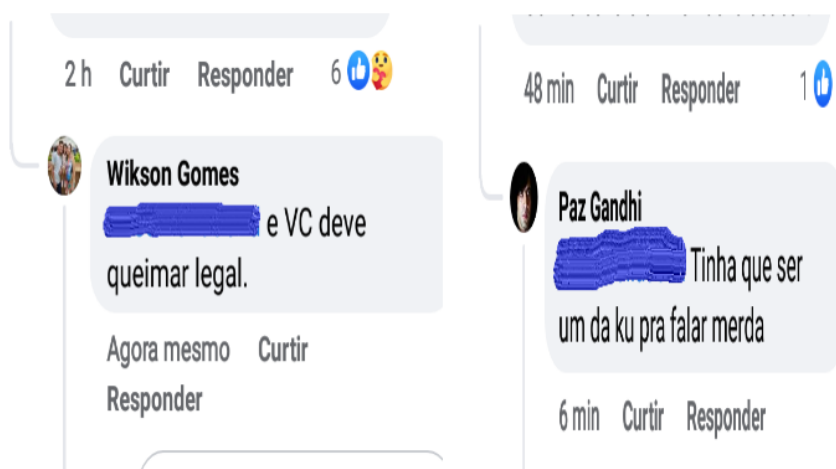 2 h Curtir Responder 6
Wikson Gomes
e VC deve
queimar legal.
Agora mesmo Curtir
Responder
48 min Curtir Responder 1
Paz Gandhi
Tinha que ser
um da ku pra falar merda
6 min Curtir Responder